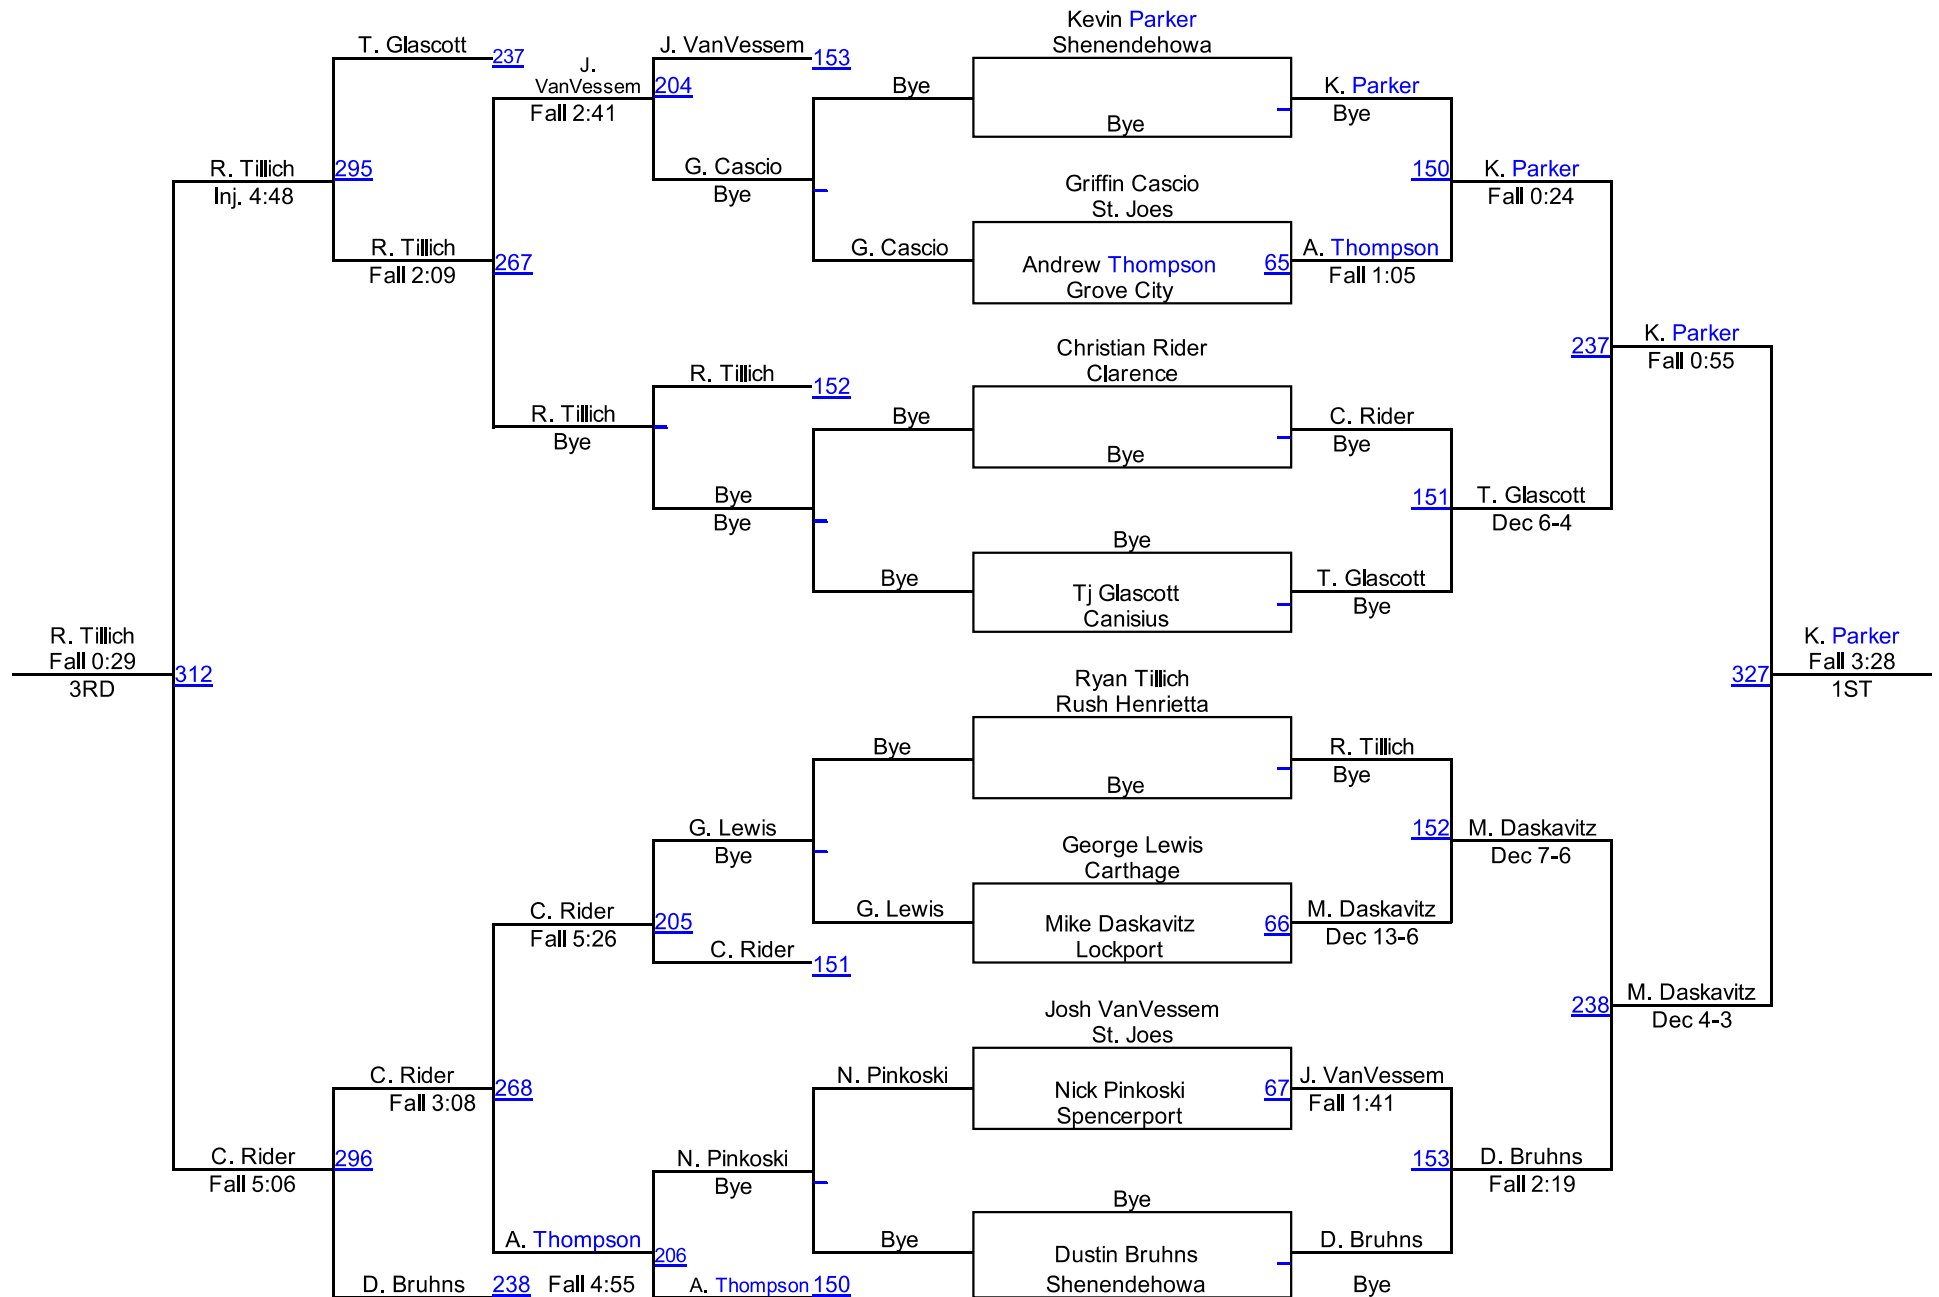 Kevin Parker
Shenendehowa
T. Glascott
237
J.
VanVessem
Fall 2:41
J. VanVessem
153
204
Bye
Bye
K. Parker
Bye
R. Tillich
Inj. 4:48
295
G. Cascio
Bye
Griffin Cascio
St. Joes
150
K. Parker
Fall 0:24
R. Tillich
Fall 2:09
267
G. Cascio
Andrew Thompson
Grove City
65
A. Thompson
Fall 1:05
Christian Rider
Clarence
237
K. Parker
Fall 0:55
R. Tillich
152
R. Tillich
Bye
Bye
Bye
C. Rider
Bye
Bye
Bye
151
T. Glascott
Dec 6-4
Bye
Bye
Tj Glascott
Canisius
T. Glascott
Bye
R. Tillich
Fall 0:29
3RD
312
Ryan Tillich
Rush Henrietta
327
K. Parker
Fall 3:28
1ST
Bye
Bye
R. Tillich
Bye
G. Lewis
Bye
George Lewis
Carthage
152
M. Daskavitz
Dec 7-6
C. Rider
Fall 5:26
205
C. Rider
151
G. Lewis
Mike Daskavitz
Lockport
66
M. Daskavitz
Dec 13-6
Josh VanVessem
St. Joes
238
M. Daskavitz
Dec 4-3
C. Rider
Fall 3:08
268
N. Pinkoski
Nick Pinkoski
Spencerport
67
J. VanVessem
Fall 1:41
C. Rider
Fall 5:06
296
N. Pinkoski
Bye
153
D. Bruhns
Fall 2:19
Bye
A. Thompson
Fall 4:55
206
Bye
Dustin Bruhns
Shenendehowa
D. Bruhns
Bye
D. Bruhns
238
A. Thompson
150